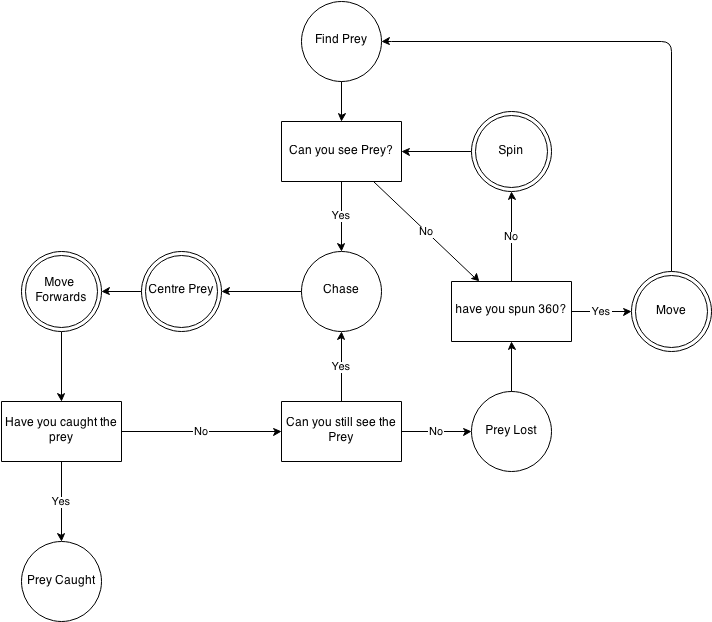 Find Prey
Can you see Prey?
Spin
Yes
No
No
Move
Forwards
Centre Prey
Chase
have you spun 360?
Yes
Move
Yes
Have you caught the
prey
No
Can you still see the
Prey
No
Prey Lost
Yes
Prey Caught